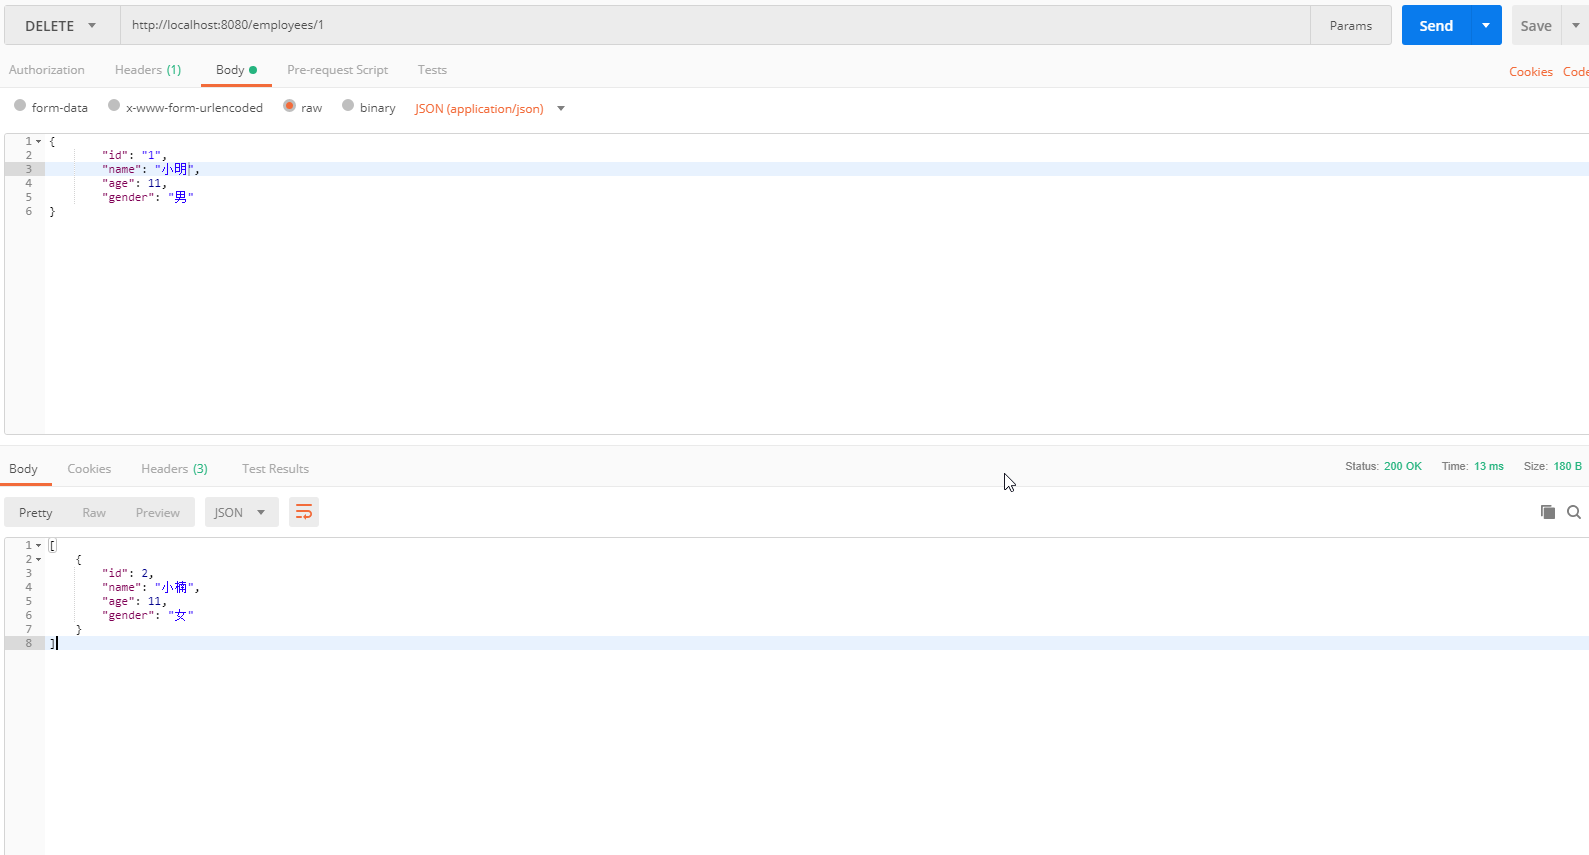 DELETE http://localhost:8080/employees/1 Params Send Save
Authorization Headers (1) Body Pre-request Script Tests Cookies Code
form-data x-www-form-urlencoded raw binary JSON (application/json)
1 {
2 "id": "1",
3 "name": "小明",
4 "age": 11,
5 "gender": "男"
6 }
Body Cookies Headers (3) Test Results Status: 200 OK Time: 13 ms Size: 180 B
Pretty Raw Preview JSON
1 [
2 {
3 "id": 2,
4 "name": "小楠",
5 "age": 11,
6 "gender": "女"
7 }
8 ]